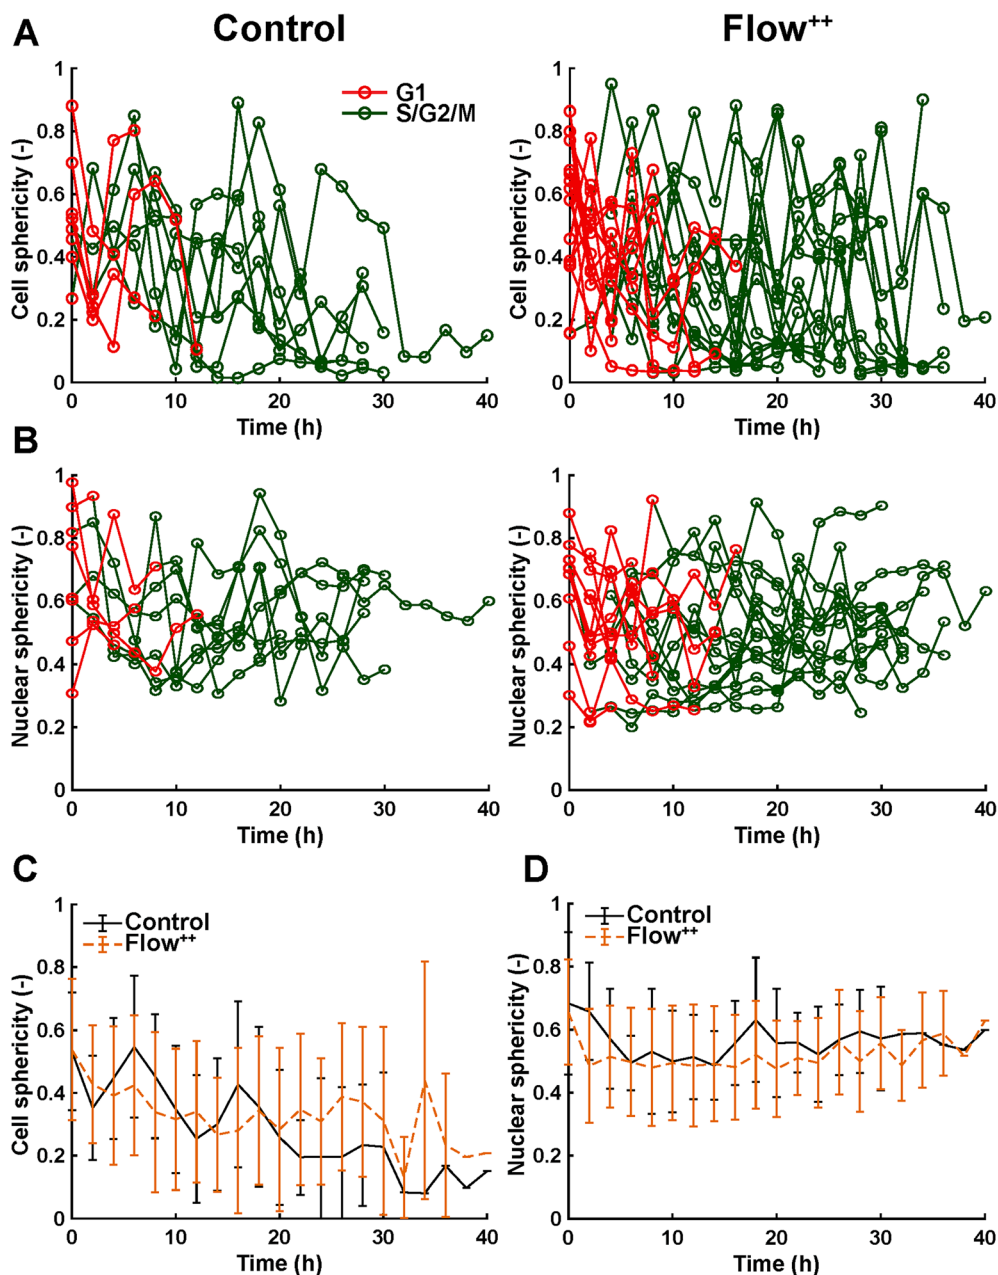 A Control Flow⁺⁺
G1
S/G2/M
Cell sphericity (-)
1
0.8
0.6
0.4
0.2
0
0 10 20 30 40
Time (h)
Cell sphericity (-)
1
0.8
0.6
0.4
0.2
0
0 10 20 30 40
Time (h)
B
Nuclear sphericity (-)
1
0.8
0.6
0.4
0.2
0
0 10 20 30 40
Time (h)
Nuclear sphericity (-)
1
0.8
0.6
0.4
0.2
0
0 10 20 30 40
Time (h)
C
Control
Flow⁺⁺
Cell sphericity (-)
1
0.8
0.6
0.4
0.2
0
0 10 20 30 40
Time (h)
D
Control
Flow⁺⁺
Nuclear sphericity (-)
1
0.8
0.6
0.4
0.2
0
0 10 20 30 40
Time (h)